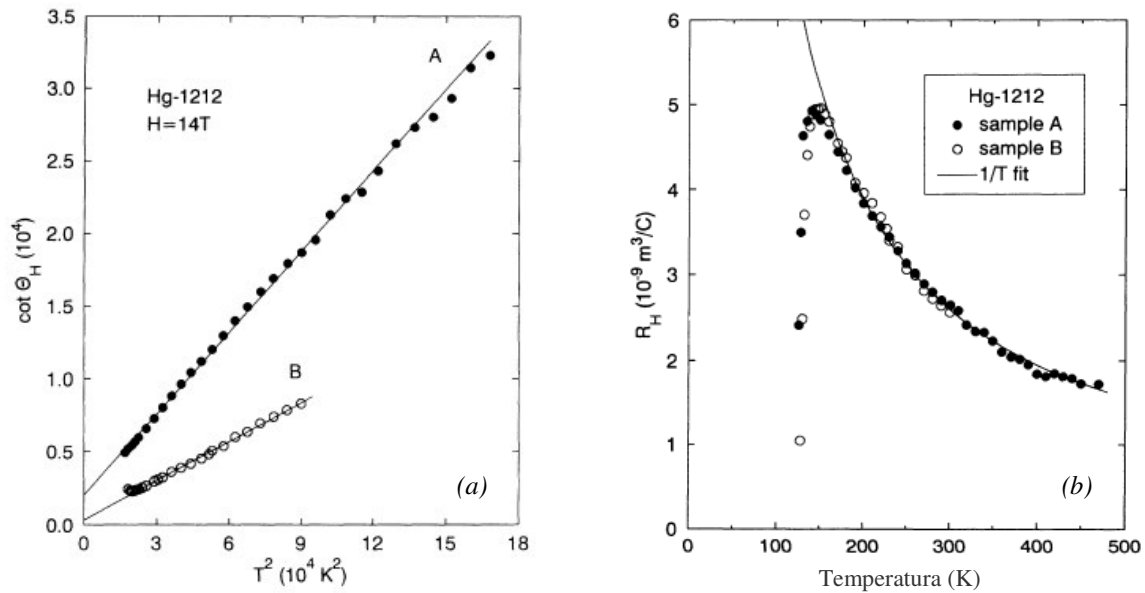 cot Θ_H (10^4)
3.5
3.0
2.5
2.0
1.5
1.0
0.5
0.0
Hg-1212
H=14T
A
B
(a)
0 3 6 9 12 15 18
T^2 (10^4 K^2)
R_H (10^-9 m^3/C)
6
5
4
3
2
1
0
Hg-1212
sample A
sample B
1/T fit
(b)
0 100 200 300 400 500
Temperatura (K)